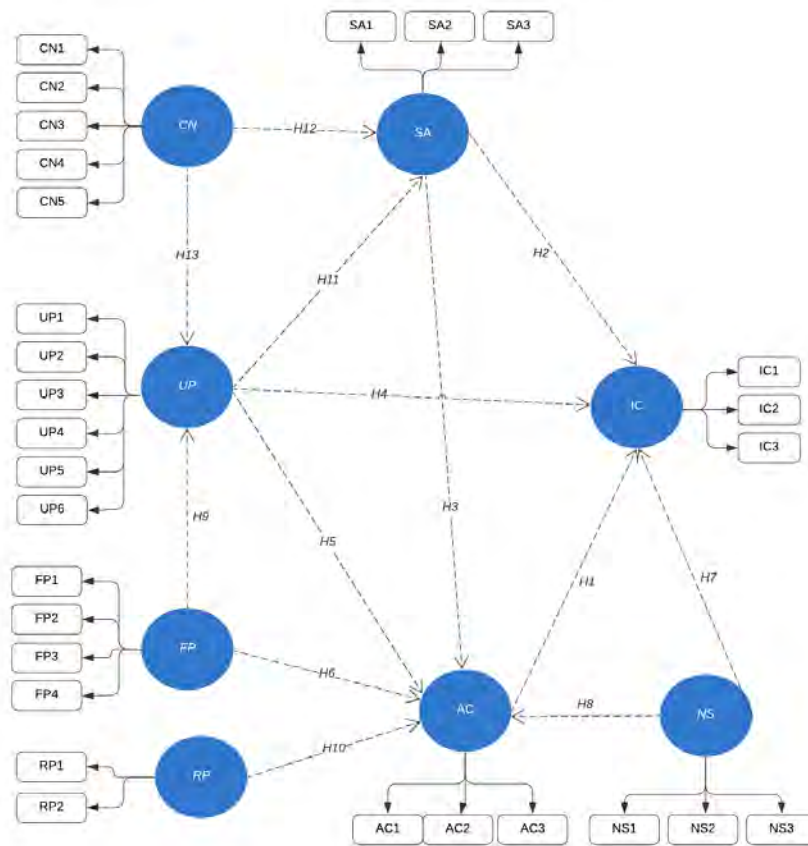 SA1 SA2 SA3
CN1
CN2
CN3
CN4
CN5
CN
H12
SA
H13
H11
H2
UP1
UP2
UP3
UP4
UP5
UP6
UP
H4
IC
IC1
IC2
IC3
H9
H5
H3
H1
H7
FP1
FP2
FP3
FP4
FP
H6
AC
H8
NS
RP1
RP2
RP
H10
AC1 AC2 AC3
NS1 NS2 NS3